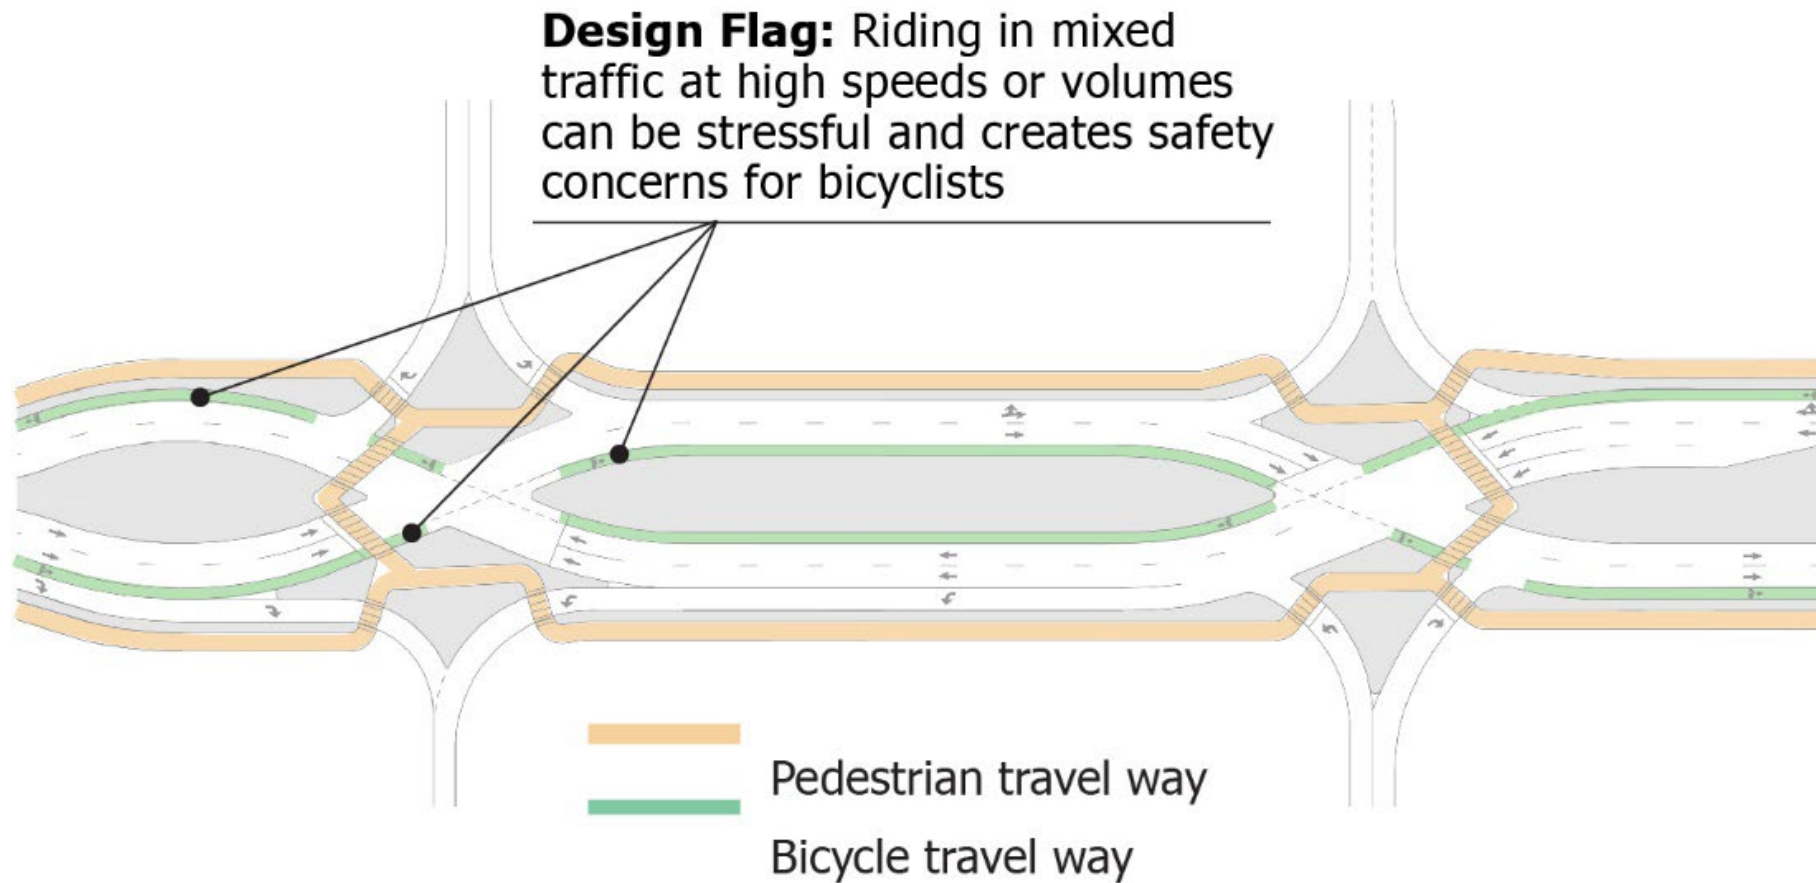 Design Flag: Riding in mixed
traffic at high speeds or volumes
can be stressful and creates safety
concerns for bicyclists
Pedestrian travel way
Bicycle travel way